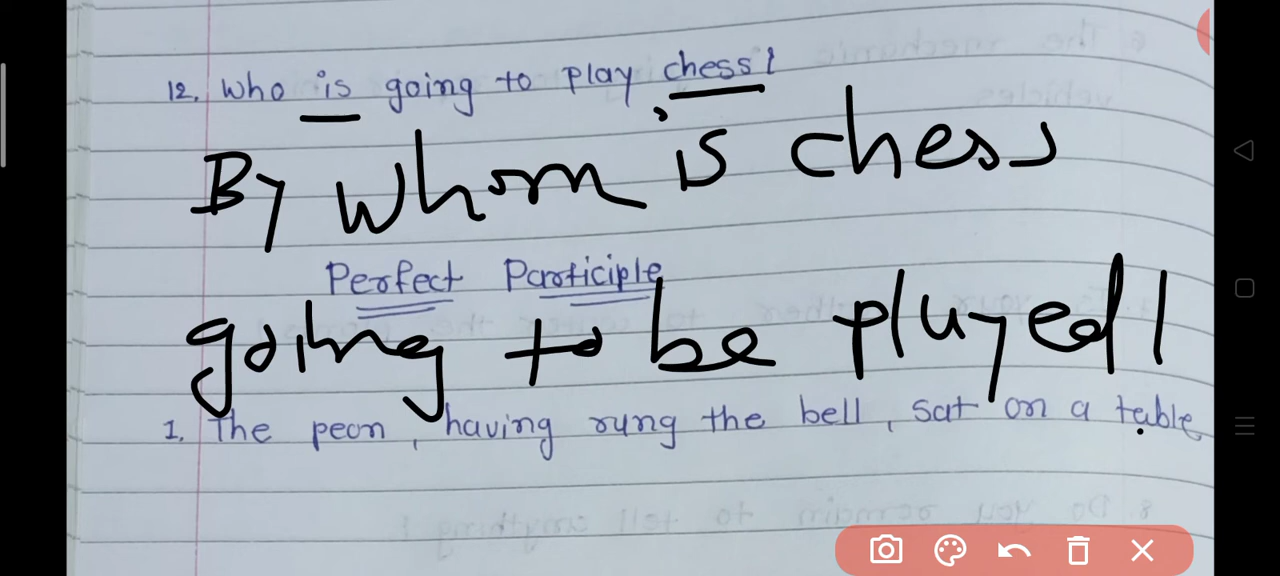 12. Who is going to play chess?
By whom is chess
Perfect Participle
going to be played?
1. The peon, having rung the bell, sat on a table.